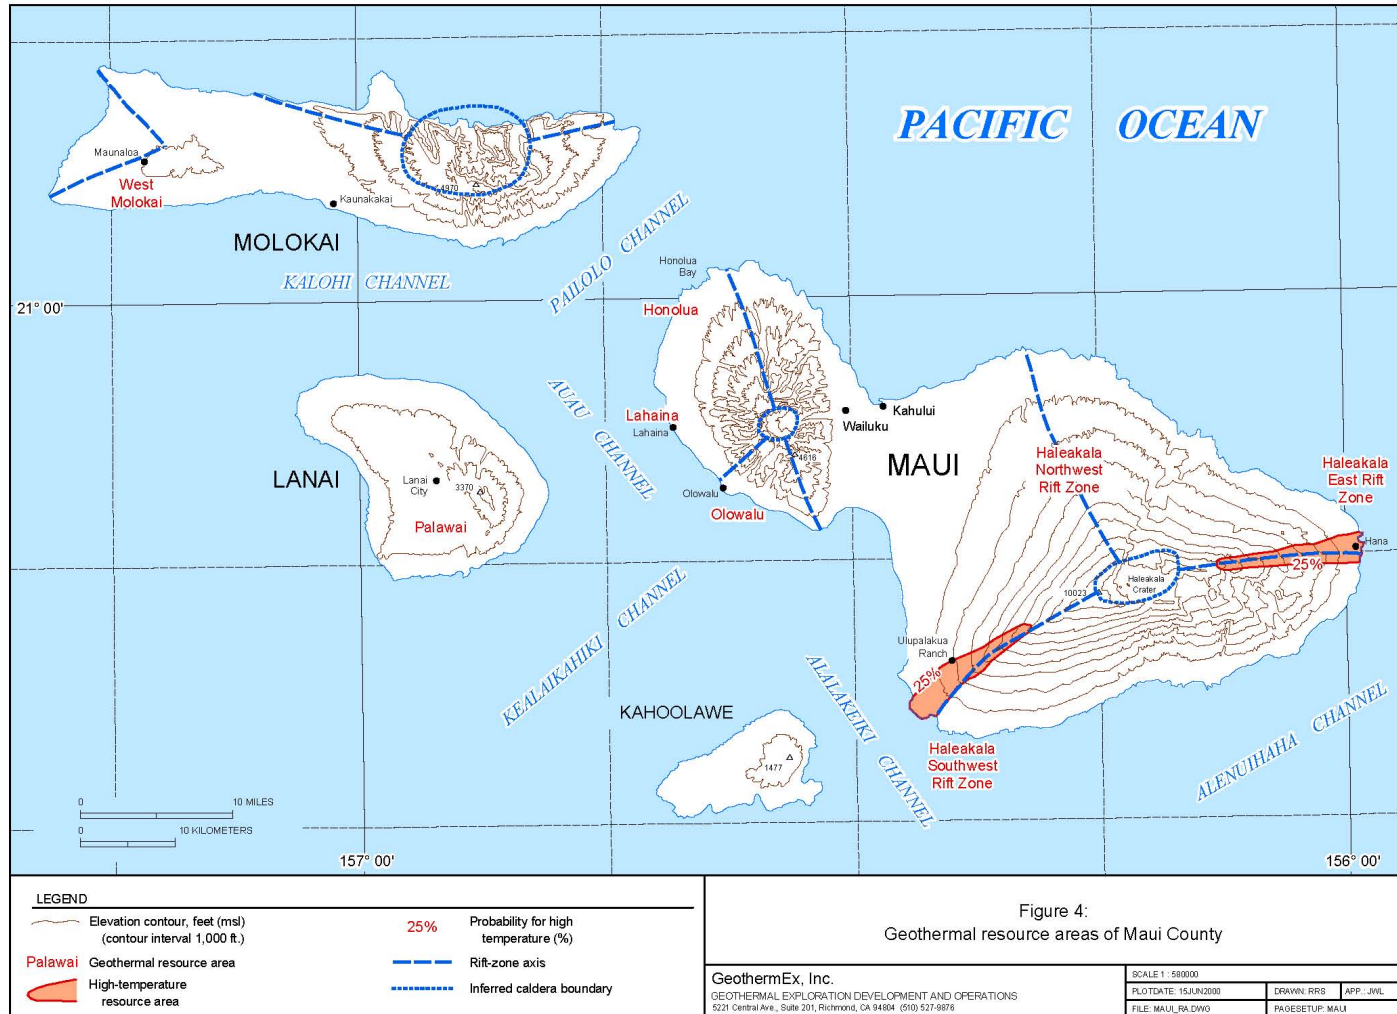 PACIFIC OCEAN
Maunaloa
West
Molokai
4970
Kaunakakai
MOLOKAI
KALOHI CHANNEL
PAILOLO CHANNEL
Honolua
Bay
Honolua
21° 00'
AUAU CHANNEL
Lahaina
Lahaina
Kahului
Wailuku
MAUI
4616
Haleakala
Northwest
Rift Zone
Haleakala
East Rift
Zone
LANAI
Lanai
City
3370
Palawai
Olowalu
Olowalu
Hana
25%
Haleakala
Crater
10023
KEALAIKAHIKI CHANNEL
Ulupalakua
Ranch
25%
ALALAKEIKI CHANNEL
KAHOOLAWE
1477
Haleakala
Southwest
Rift Zone
ALENUIHAHA CHANNEL
0 10 MILES
0 10 KILOMETERS
157° 00'
156° 00'
LEGEND
Elevation contour, feet (msl)
(contour interval 1,000 ft.)
Palawai Geothermal resource area
High-temperature
resource area
25% Probability for high
temperature (%)
Rift-zone axis
Inferred caldera boundary
Figure 4:
Geothermal resource areas of Maui County
GeothermEx, Inc.
GEOTHERMAL EXPLORATION DEVELOPMENT AND OPERATIONS
5221 Central Ave., Suite 201, Richmond, CA 94804 (510) 527-9876
SCALE 1 : 580000
PLOTDATE: 15JUN2000 DRAWN: RRS APP.: JWL
FILE: MAUI_RA.DWG PAGESETUP: MAUI